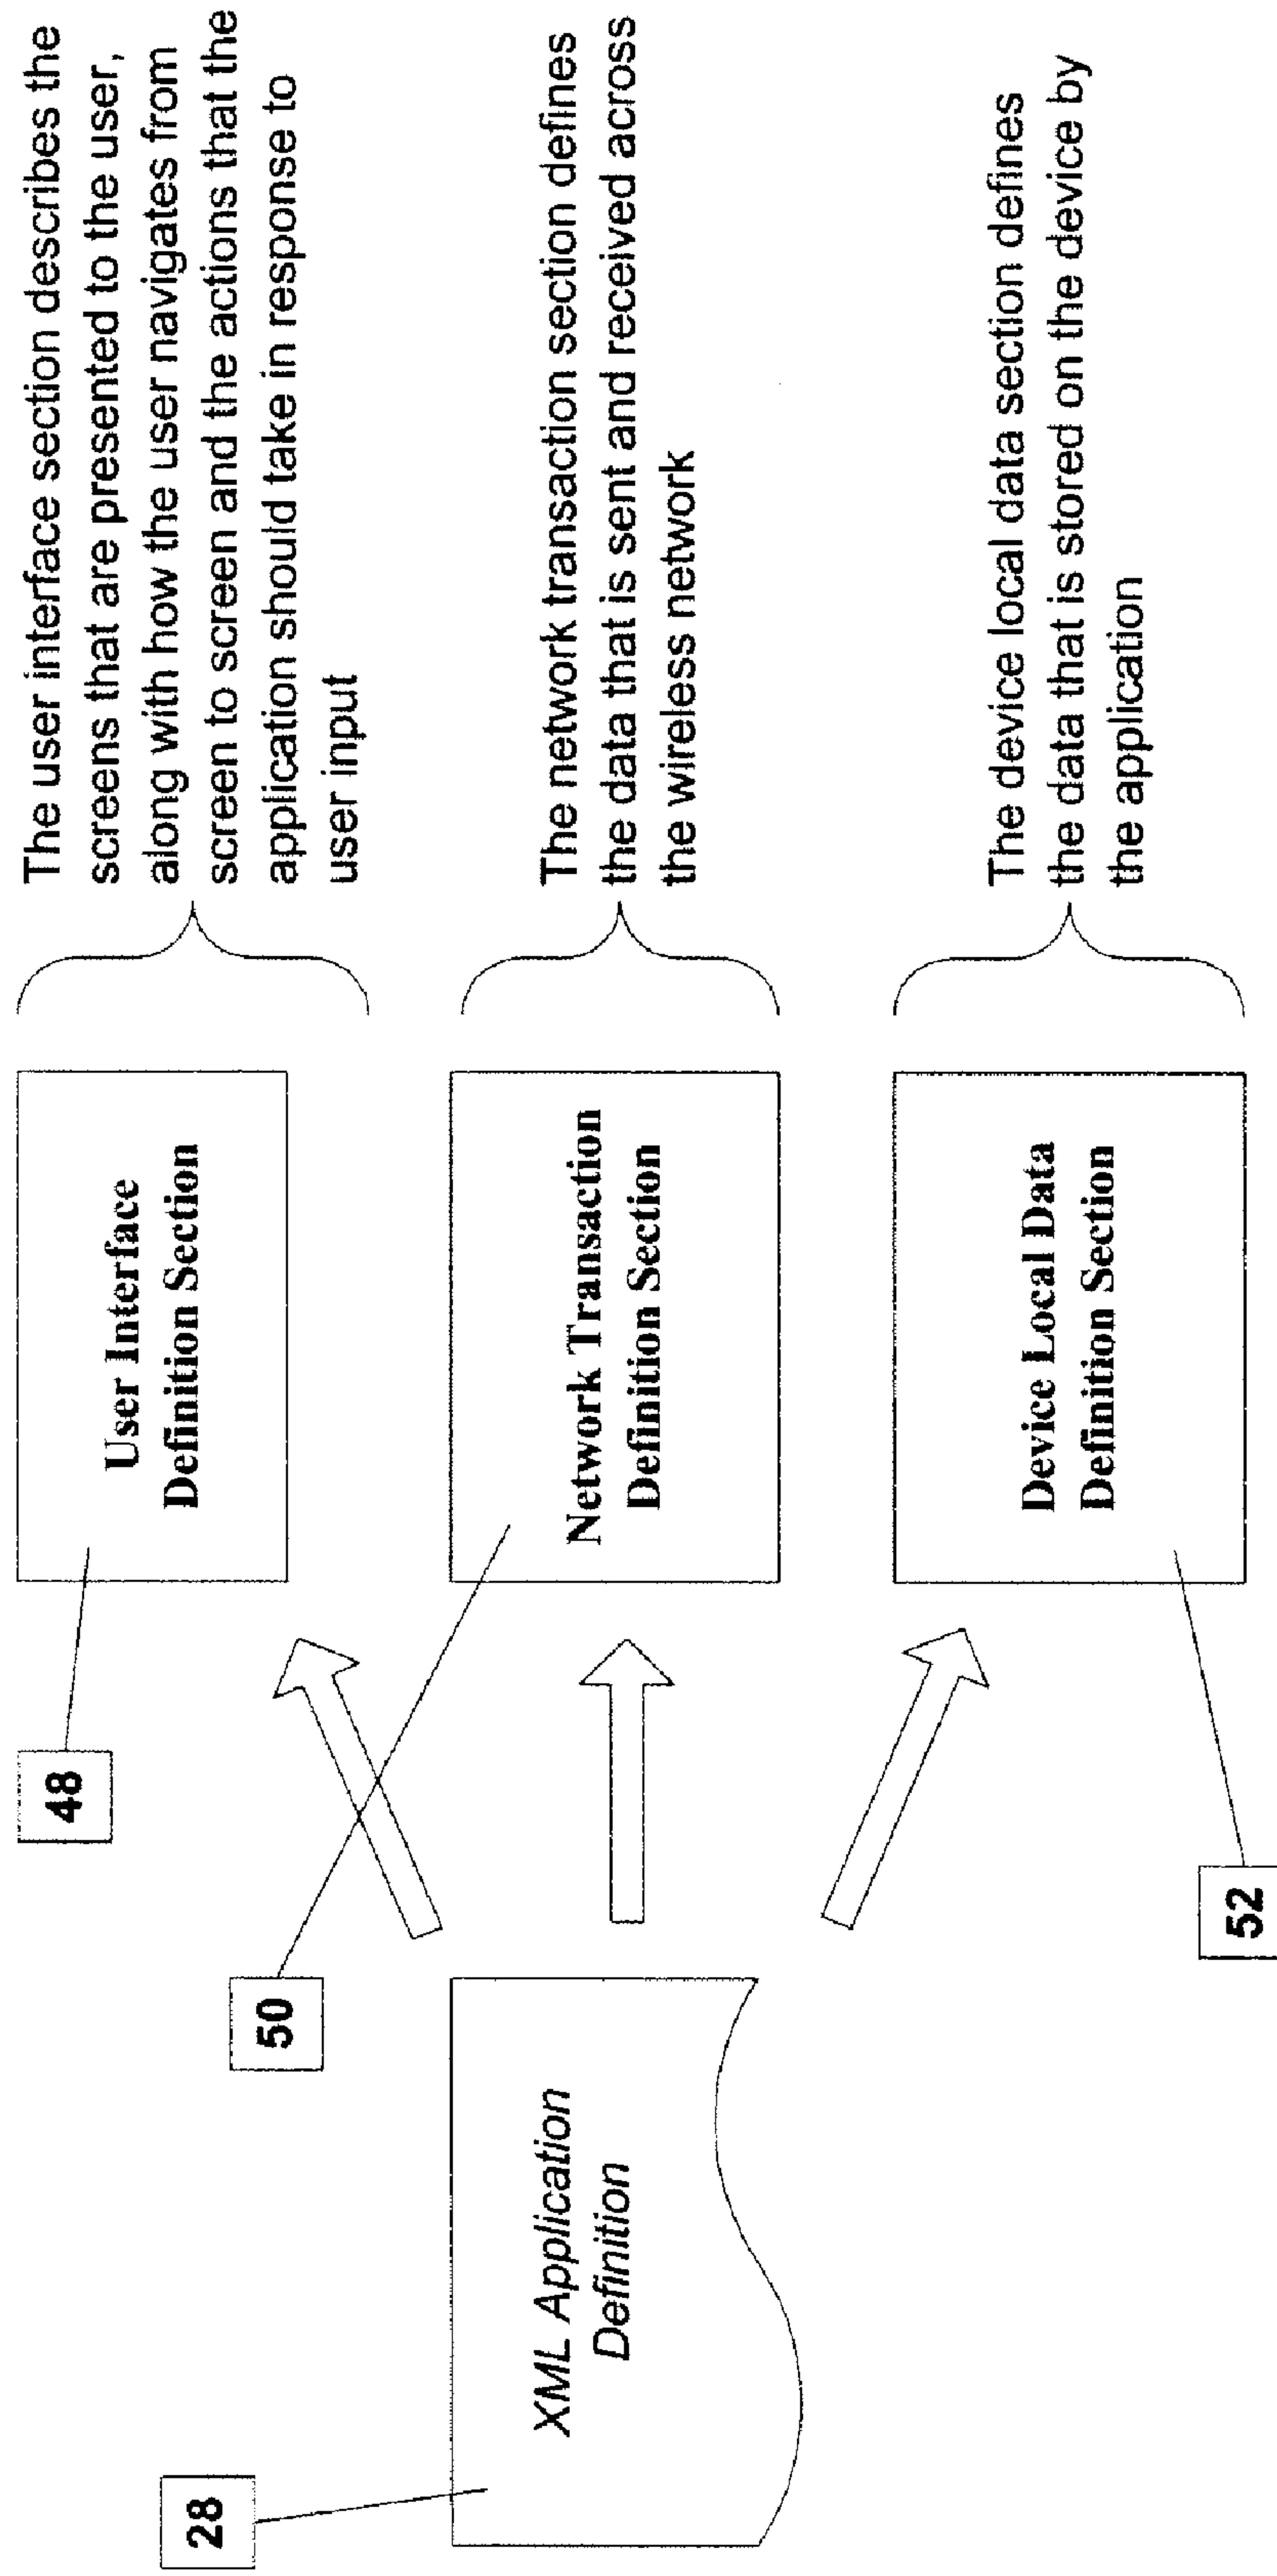 28
XML Application
Definition
48
50
52
User Interface
Definition Section
Network Transaction
Definition Section
Device Local Data
Definition Section
The user interface section describes the
screens that are presented to the user,
along with how the user navigates from
screen to screen and the actions that the
application should take in response to
user input
The network transaction section defines
the data that is sent and received across
the wireless network
The device local data section defines
the data that is stored on the device by
the application